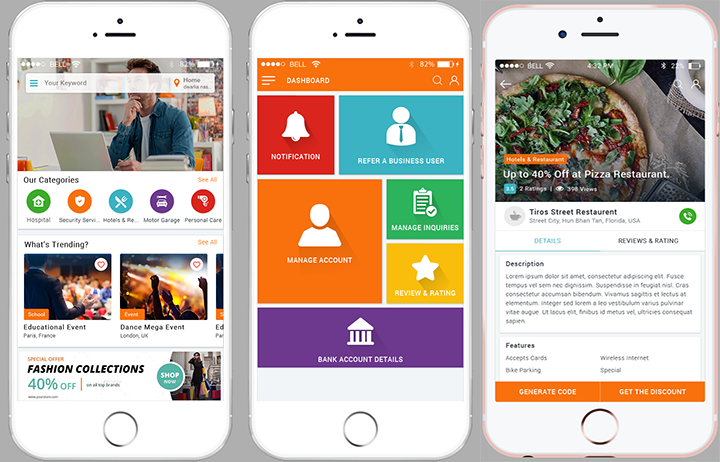 BELL
82%
Your Keyword
Home
dwarka nas..
Our Categories
See All
Hospital
Security Servi...
Hotels & Re...
Motor Garage
Personal Care
What's Trending?
See All
School
Event
Educational Event
Dance Mega Event
Paris, France
London, UK
SPECIAL OFFER
FASHION COLLECTIONS
40% OFF
on all top brands
SHOP
NOW
BELL
82%
DASHBOARD
NOTIFICATION
REFER A BUSINESS USER
MANAGE ACCOUNT
MANAGE INQUIRIES
REVIEW & RATING
BANK ACCOUNT DETAILS
BELL
4:32 PM
22%
Hotels & Restaurant
Up to 40% Off at Pizza Restaurant.
3.5 2 Ratings | 398 Views
Tiros Street Restaurent
Street City, Hun Bhan Tan, Florida, USA
DETAILS
REVIEWS & RATING
Description
Lorem ipsum dolor sit amet, consectetur adipiscing elit.
Cras vel tempus sem nec dignissim. Suspendisse in feugiat nisl. Cras
consectetur accumsan bibendum. Vivamus sagittis et lectus at
elementum. Integer sed lorem a leo vestibulum varius pulvinar
vitae augue. Ut lacus elit, finibus id metus vel, ultricies consequat
sapien.
Features
Accepts Cards
Wireless Internet
Bike Parking
Special
GENERATE CODE
GET THE DISCOUNT